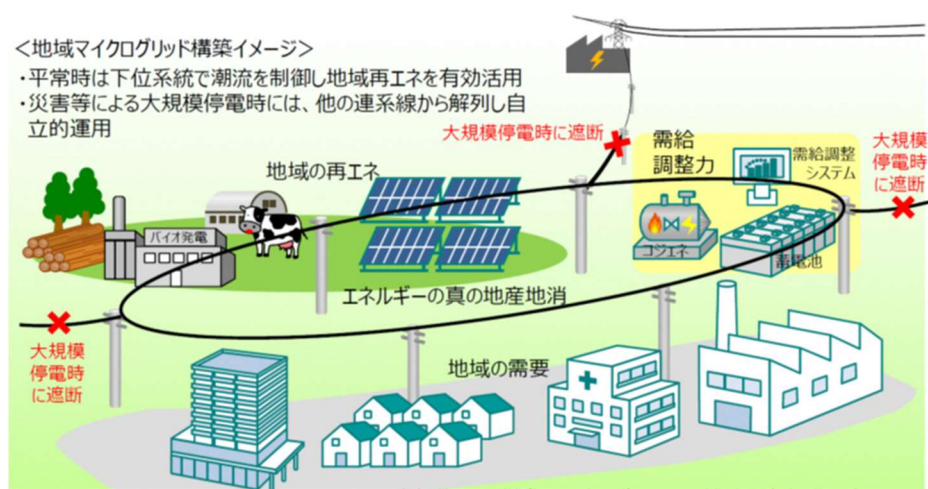 <地域マイクログリッド構築イメージ>
・平常時は下位系統で潮流を制御し地域再エネを有効活用
・災害等による大規模停電時には、他の連系線から解列し自
立的運用
大規模停電時に遮断
需給
調整力
需給調整
システム
大規模
停電時
に遮断
地域の再エネ
バイオ発電
コジェネ
蓄電池
エネルギーの真の地産地消
大規模
停電時
に遮断
地域の需要